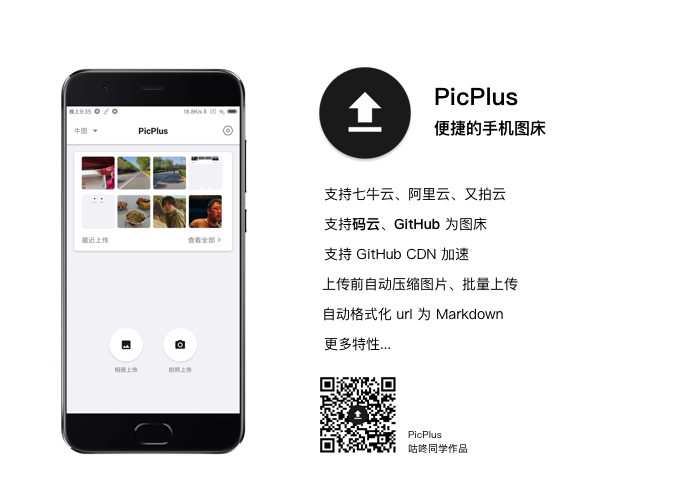 晚上9:35
18.8K/s
牛图
PicPlus
最近上传
查看全部
相册上传
拍照上传
PicPlus
便捷的手机图床
支持七牛云、阿里云、又拍云
支持码云、GitHub 为图床
支持 GitHub CDN 加速
上传前自动压缩图片、批量上传
自动格式化 url 为 Markdown
更多特性...
PicPlus
咕咚同学作品